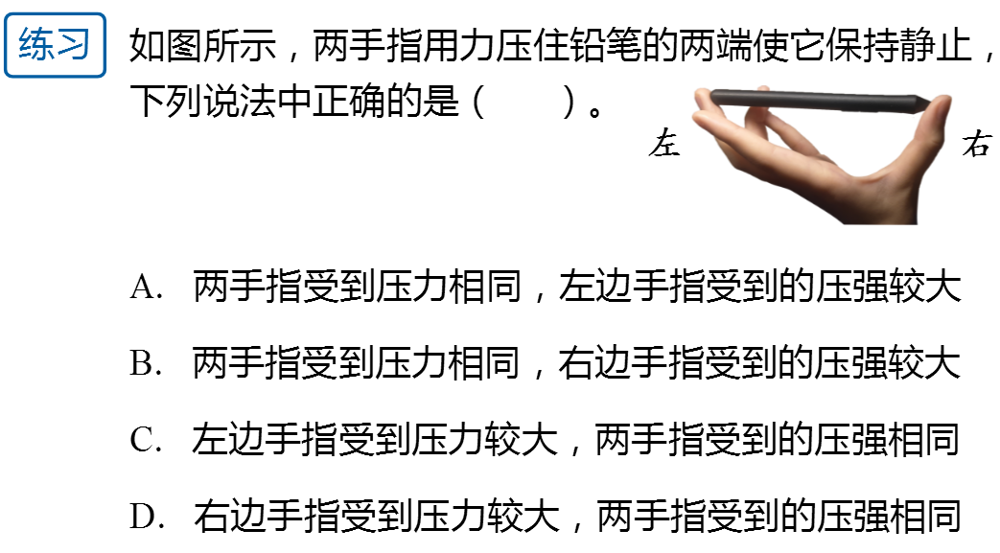 练习 如图所示，两手指用力压住铅笔的两端使它保持静止，
下列说法中正确的是（　　）。
左 右
A. 两手指受到压力相同，左边手指受到的压强较大
B. 两手指受到压力相同，右边手指受到的压强较大
C. 左边手指受到压力较大，两手指受到的压强相同
D. 右边手指受到压力较大，两手指受到的压强相同